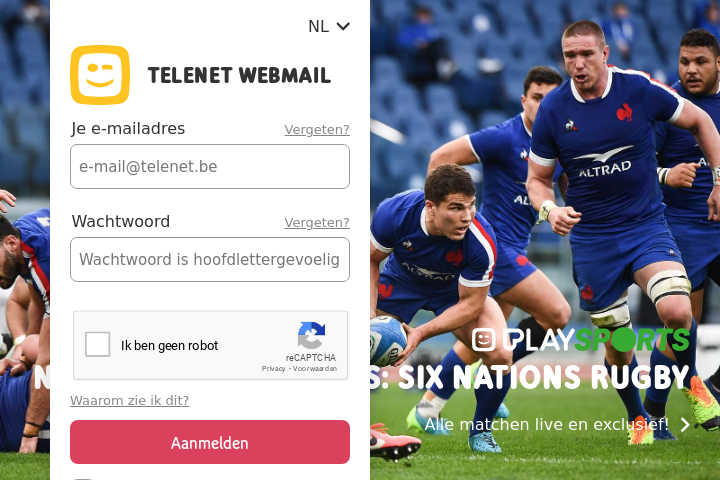 NL
TELENET WEBMAIL
Je e-mailadres
Vergeten?
e-mail@telenet.be
Wachtwoord
Vergeten?
Wachtwoord is hoofdlettergevoelig
Ik ben geen robot
reCAPTCHA
Privacy - Voorwaarden
Waarom zie ik dit?
Aanmelden
ALTRAD
ALTRAD
PLAYSPORTS
N
S: SIX NATIONS RUGBY
Alle matchen live en exclusief!